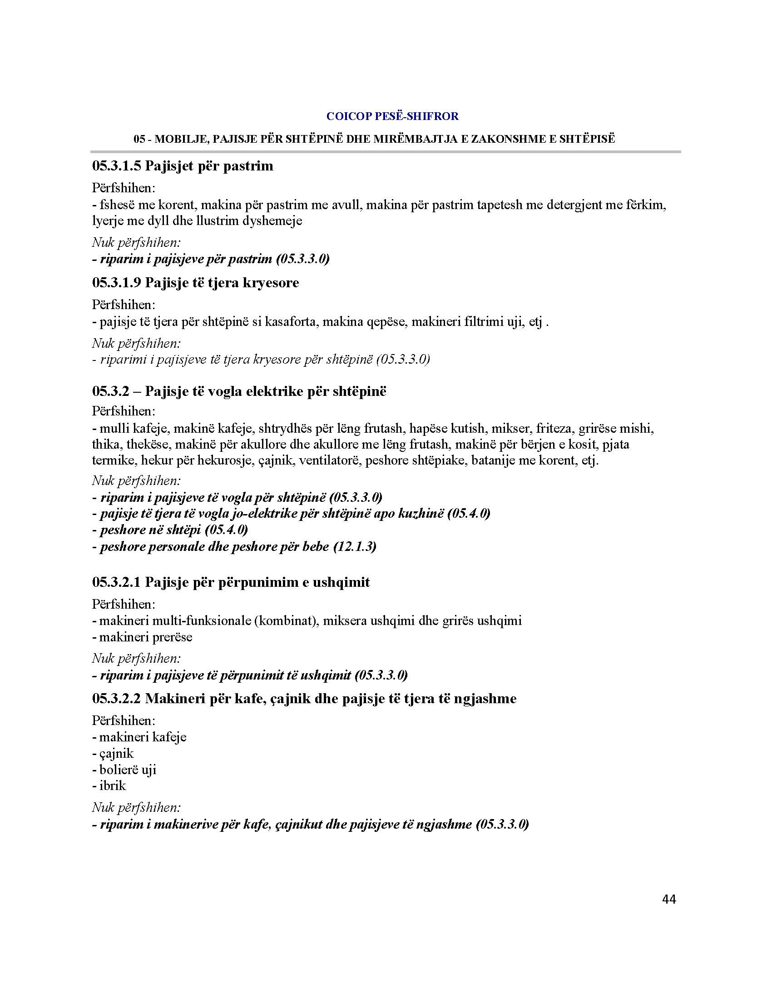 COICOP PESË-SHIFROR
05 - MOBILJE, PAJISJE PËR SHTËPINË DHE MIRËMBAJTJA E ZAKONSHME E SHTËPISË
05.3.1.5 Pajisjet për pastrim
Përfshihen:
- fshesë me korent, makina për pastrim me avull, makina për pastrim tapetesh me detergjent me fërkim,
lyerje me dyll dhe llustrim dyshemeje
Nuk përfshihen:
- riparim i pajisjeve për pastrim (05.3.3.0)
05.3.1.9 Pajisje të tjera kryesore
Përfshihen:
- pajisje të tjera për shtëpinë si kasaforta, makina qepëse, makineri filtrimi uji, etj .
Nuk përfshihen:
- riparimi i pajisjeve të tjera kryesore për shtëpinë (05.3.3.0)
05.3.2 – Pajisje të vogla elektrike për shtëpinë
Përfshihen:
- mulli kafeje, makinë kafeje, shtrydhës për lëng frutash, hapëse kutish, mikser, friteza, grirëse mishi,
thika, thekëse, makinë për akullore dhe akullore me lëng frutash, makinë për bërjen e kosit, pjata
termike, hekur për hekurosje, çajnik, ventilatorë, peshore shtëpiake, batanije me korent, etj.
Nuk përfshihen:
- riparim i pajisjeve të vogla për shtëpinë (05.3.3.0)
- pajisje të tjera të vogla jo-elektrike për shtëpinë apo kuzhinë (05.4.0)
- peshore në shtëpi (05.4.0)
- peshore personale dhe peshore për bebe (12.1.3)
05.3.2.1 Pajisje për përpunimim e ushqimit
Përfshihen:
- makineri multi-funksionale (kombinat), miksera ushqimi dhe grirës ushqimi
- makineri prerëse
Nuk përfshihen:
- riparim i pajisjeve të përpunimit të ushqimit (05.3.3.0)
05.3.2.2 Makineri për kafe, çajnik dhe pajisje të tjera të ngjashme
Përfshihen:
- makineri kafeje
- çajnik
- bolierë uji
- ibrik
Nuk përfshihen:
- riparim i makinerive për kafe, çajnikut dhe pajisjeve të ngjashme (05.3.3.0)
44